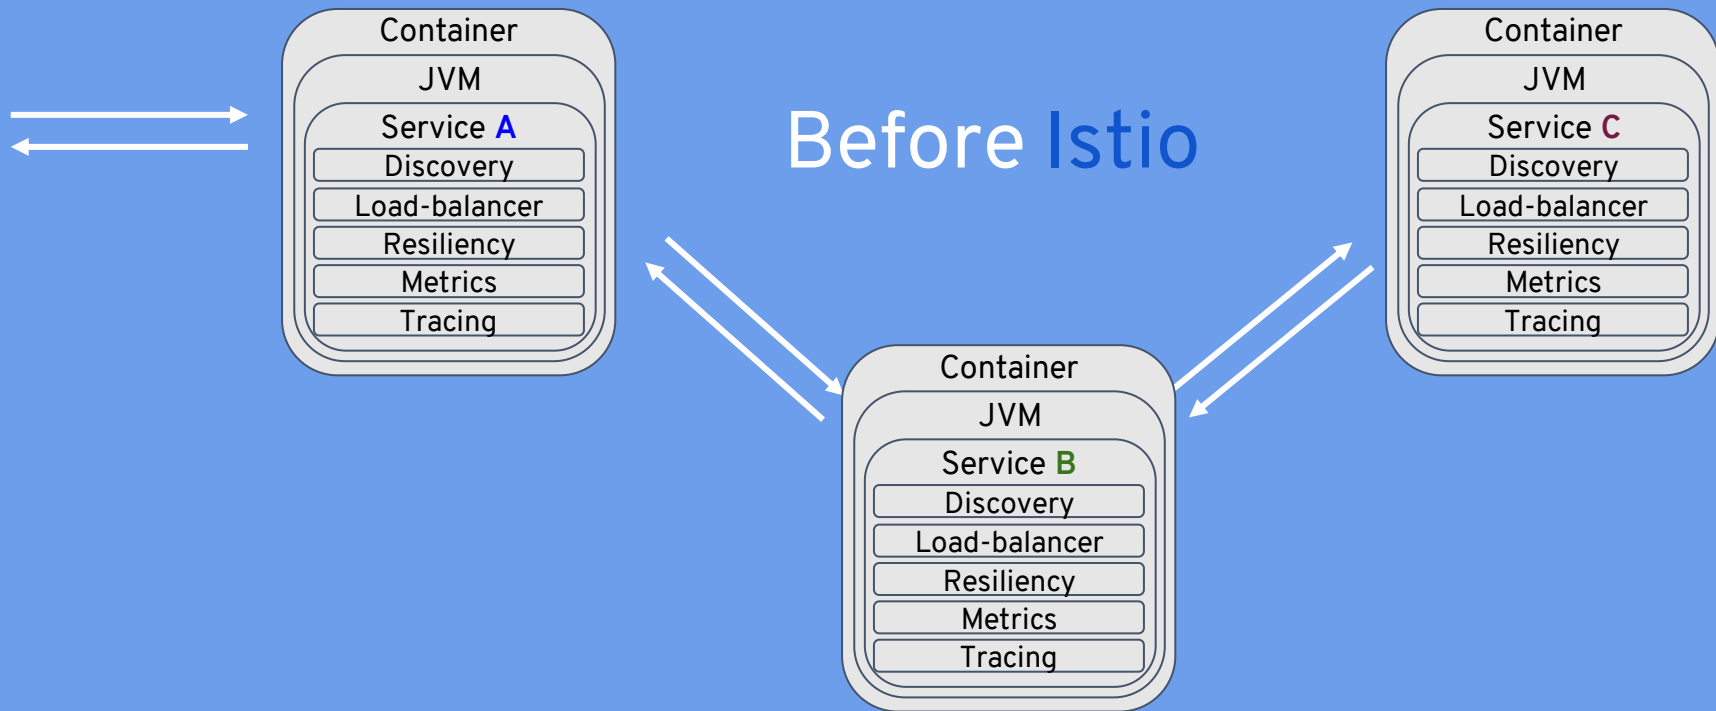 Before Istio
Container
JVM
Service A
Discovery
Load-balancer
Resiliency
Metrics
Tracing
Container
JVM
Service B
Discovery
Load-balancer
Resiliency
Metrics
Tracing
Container
JVM
Service C
Discovery
Load-balancer
Resiliency
Metrics
Tracing